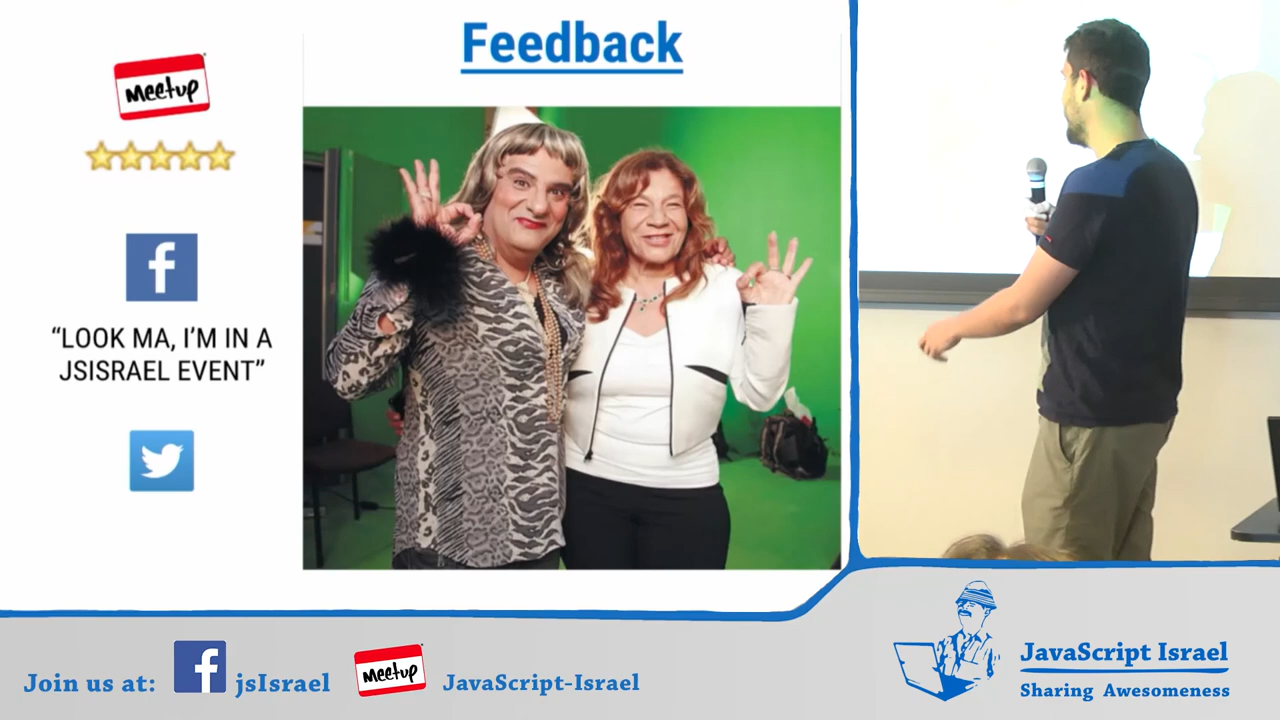 Feedback
meetup
f
“LOOK MA, I’M IN A
JSISRAEL EVENT”
Join us at:
f
jsIsrael
meetup
JavaScript-Israel
JavaScript Israel
Sharing Awesomeness